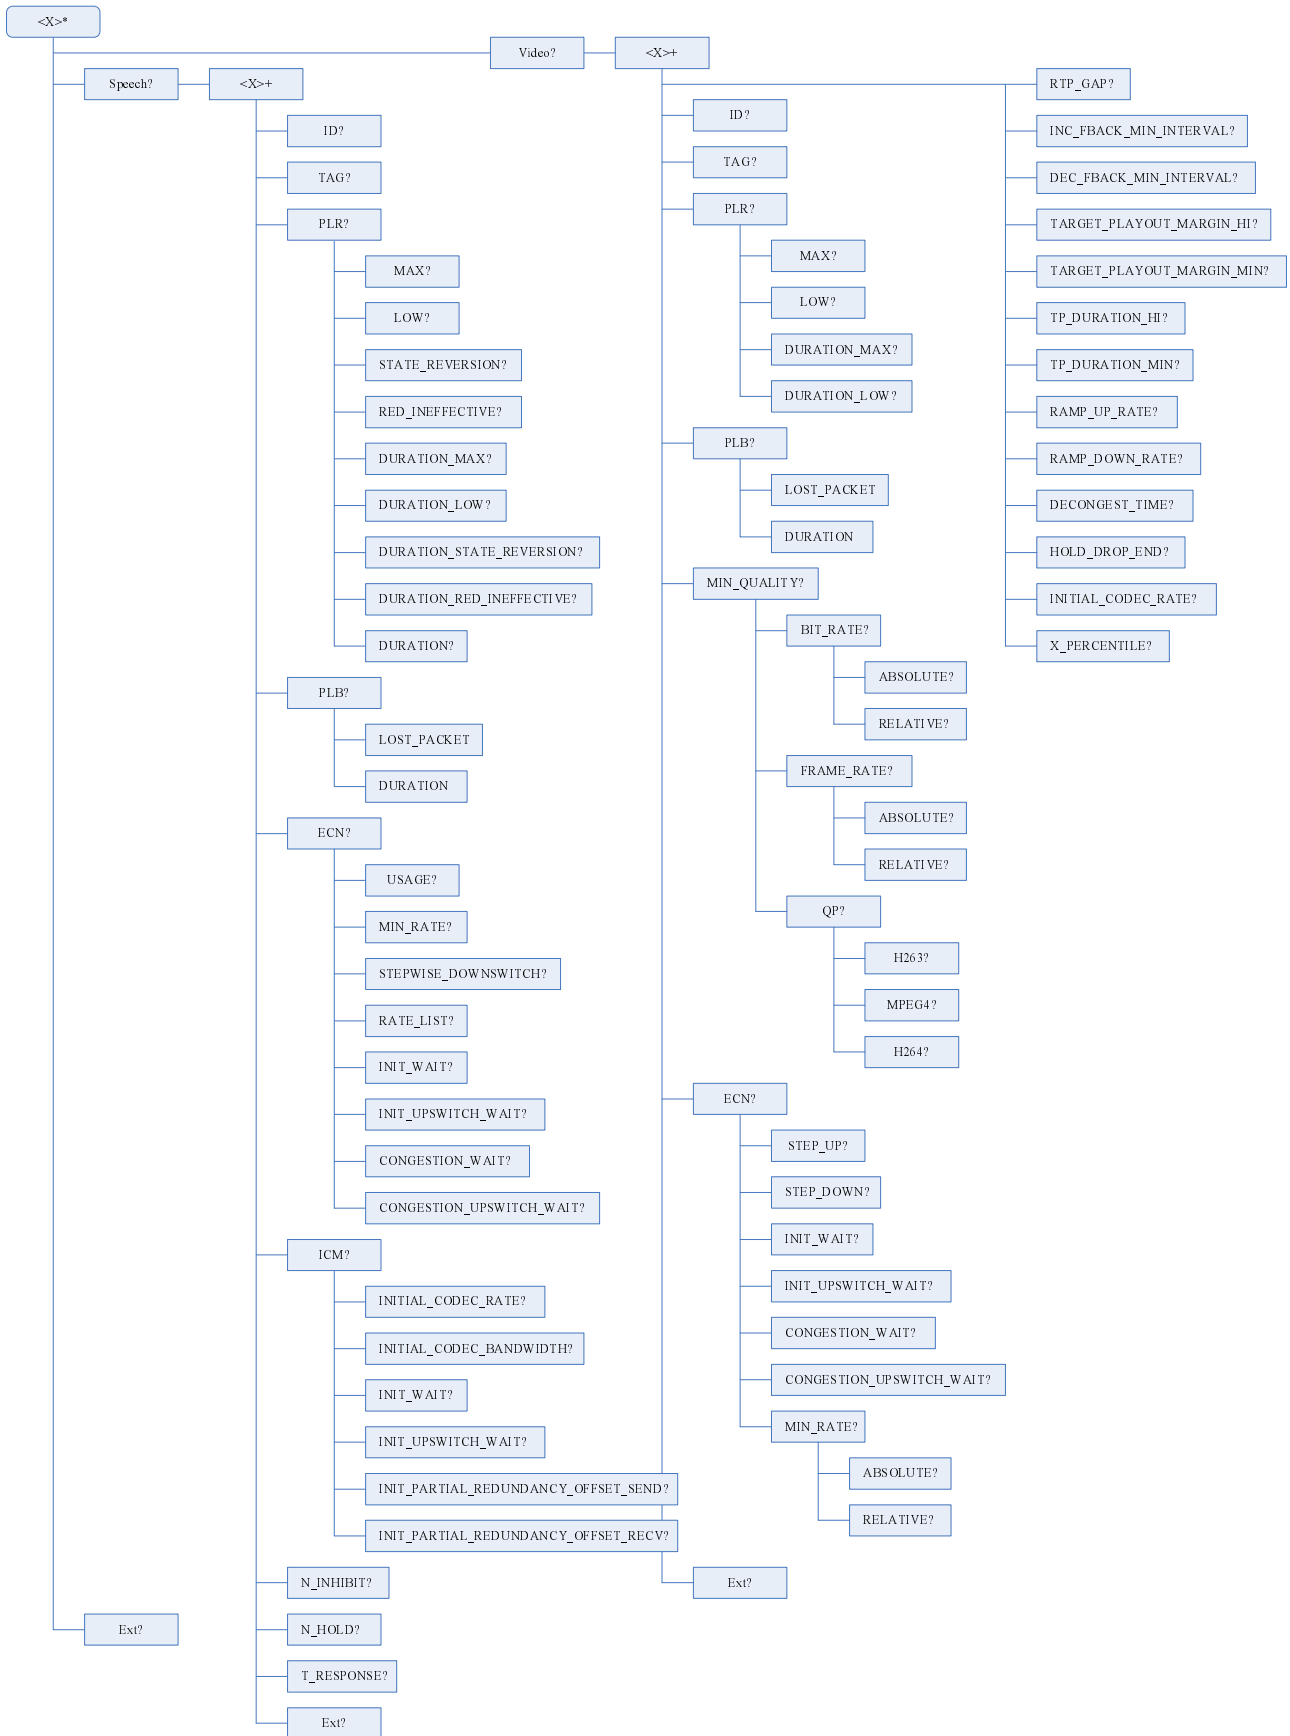 <X>*
Video?
<X>+
Speech?
<X>+
ID?
TAG?
PLR?
MAX?
LOW?
STATE_REVERSION?
RED_INEFFECTIVE?
DURATION_MAX?
DURATION_LOW?
DURATION_STATE_REVERSION?
DURATION_RED_INEFFECTIVE?
DURATION?
PLB?
LOST_PACKET
DURATION
ECN?
USAGE?
MIN_RATE?
STEPWISE_DOWNSWITCH?
RATE_LIST?
INIT_WAIT?
INIT_UPSWITCH_WAIT?
CONGESTION_WAIT?
CONGESTION_UPSWITCH_WAIT?
ICM?
INITIAL_CODEC_RATE?
INITIAL_CODEC_BANDWIDTH?
INIT_WAIT?
INIT_UPSWITCH_WAIT?
INIT_PARTIAL_REDUNDANCY_OFFSET_SEND?
INIT_PARTIAL_REDUNDANCY_OFFSET_RECV?
N_INHIBIT?
N_HOLD?
T_RESPONSE?
Ext?
Ext?
ID?
TAG?
PLR?
MAX?
LOW?
DURATION_MAX?
DURATION_LOW?
PLB?
LOST_PACKET
DURATION
MIN_QUALITY?
BIT_RATE?
ABSOLUTE?
RELATIVE?
FRAME_RATE?
ABSOLUTE?
RELATIVE?
QP?
H263?
MPEG4?
H264?
ECN?
STEP_UP?
STEP_DOWN?
INIT_WAIT?
INIT_UPSWITCH_WAIT?
CONGESTION_WAIT?
CONGESTION_UPSWITCH_WAIT?
MIN_RATE?
ABSOLUTE?
RELATIVE?
Ext?
RTP_GAP?
INC_FBACK_MIN_INTERVAL?
DEC_FBACK_MIN_INTERVAL?
TARGET_PLAYOUT_MARGIN_HI?
TARGET_PLAYOUT_MARGIN_MIN?
TP_DURATION_HI?
TP_DURATION_MIN?
RAMP_UP_RATE?
RAMP_DOWN_RATE?
DECONGEST_TIME?
HOLD_DROP_END?
INITIAL_CODEC_RATE?
X_PERCENTILE?